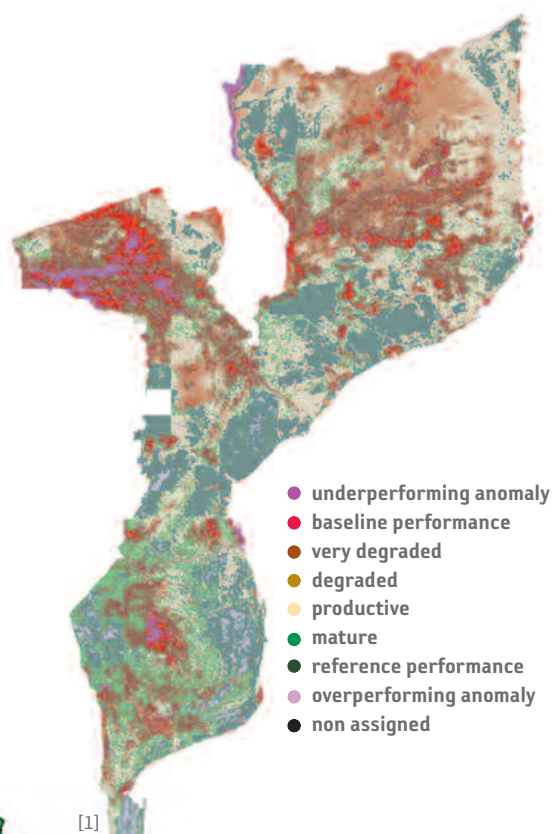 underperforming anomaly
baseline performance
very degraded
degraded
productive
mature
reference performance
overperforming anomaly
non assigned
[1]